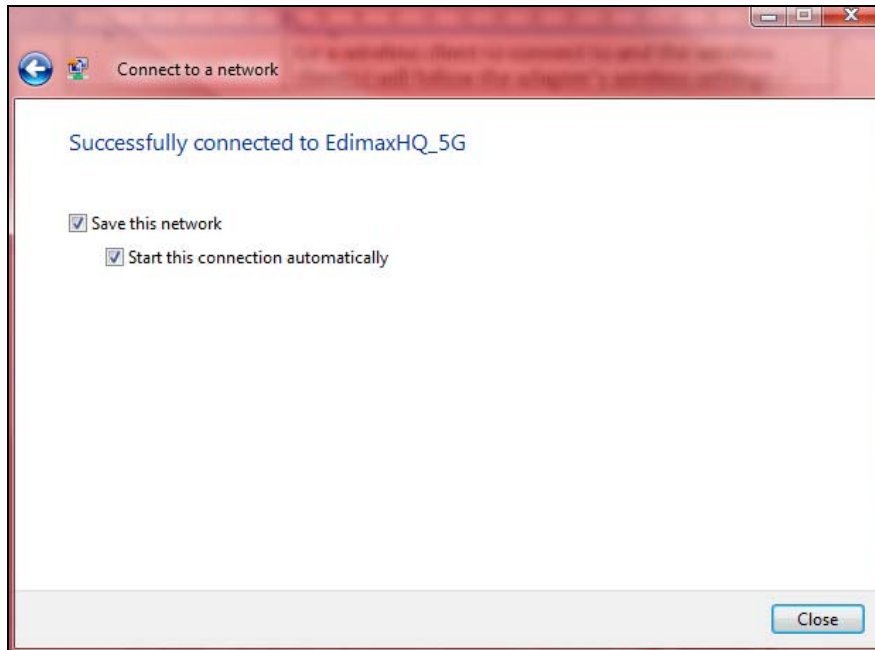 Connect to a network
Successfully connected to EdimaxHQ_5G
Save this network
Start this connection automatically
Close